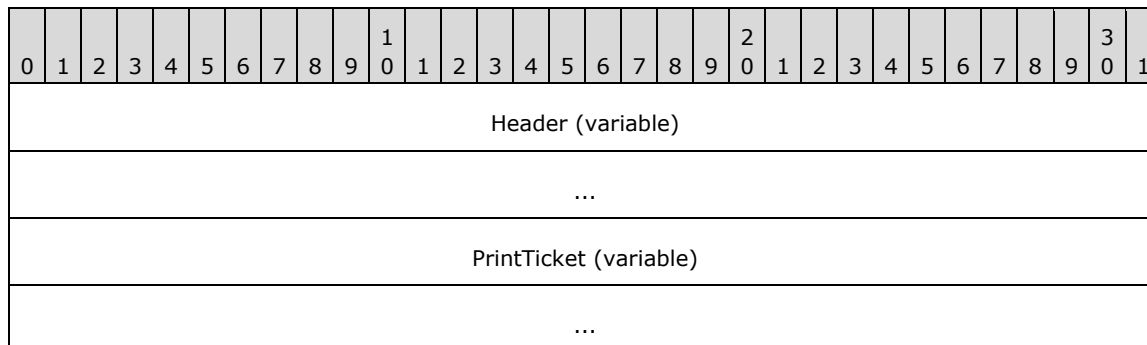 1 2 3
0 1 2 3 4 5 6 7 8 9 0 1 2 3 4 5 6 7 8 9 0 1 2 3 4 5 6 7 8 9 0 1
Header (variable)
...
PrintTicket (variable)
...